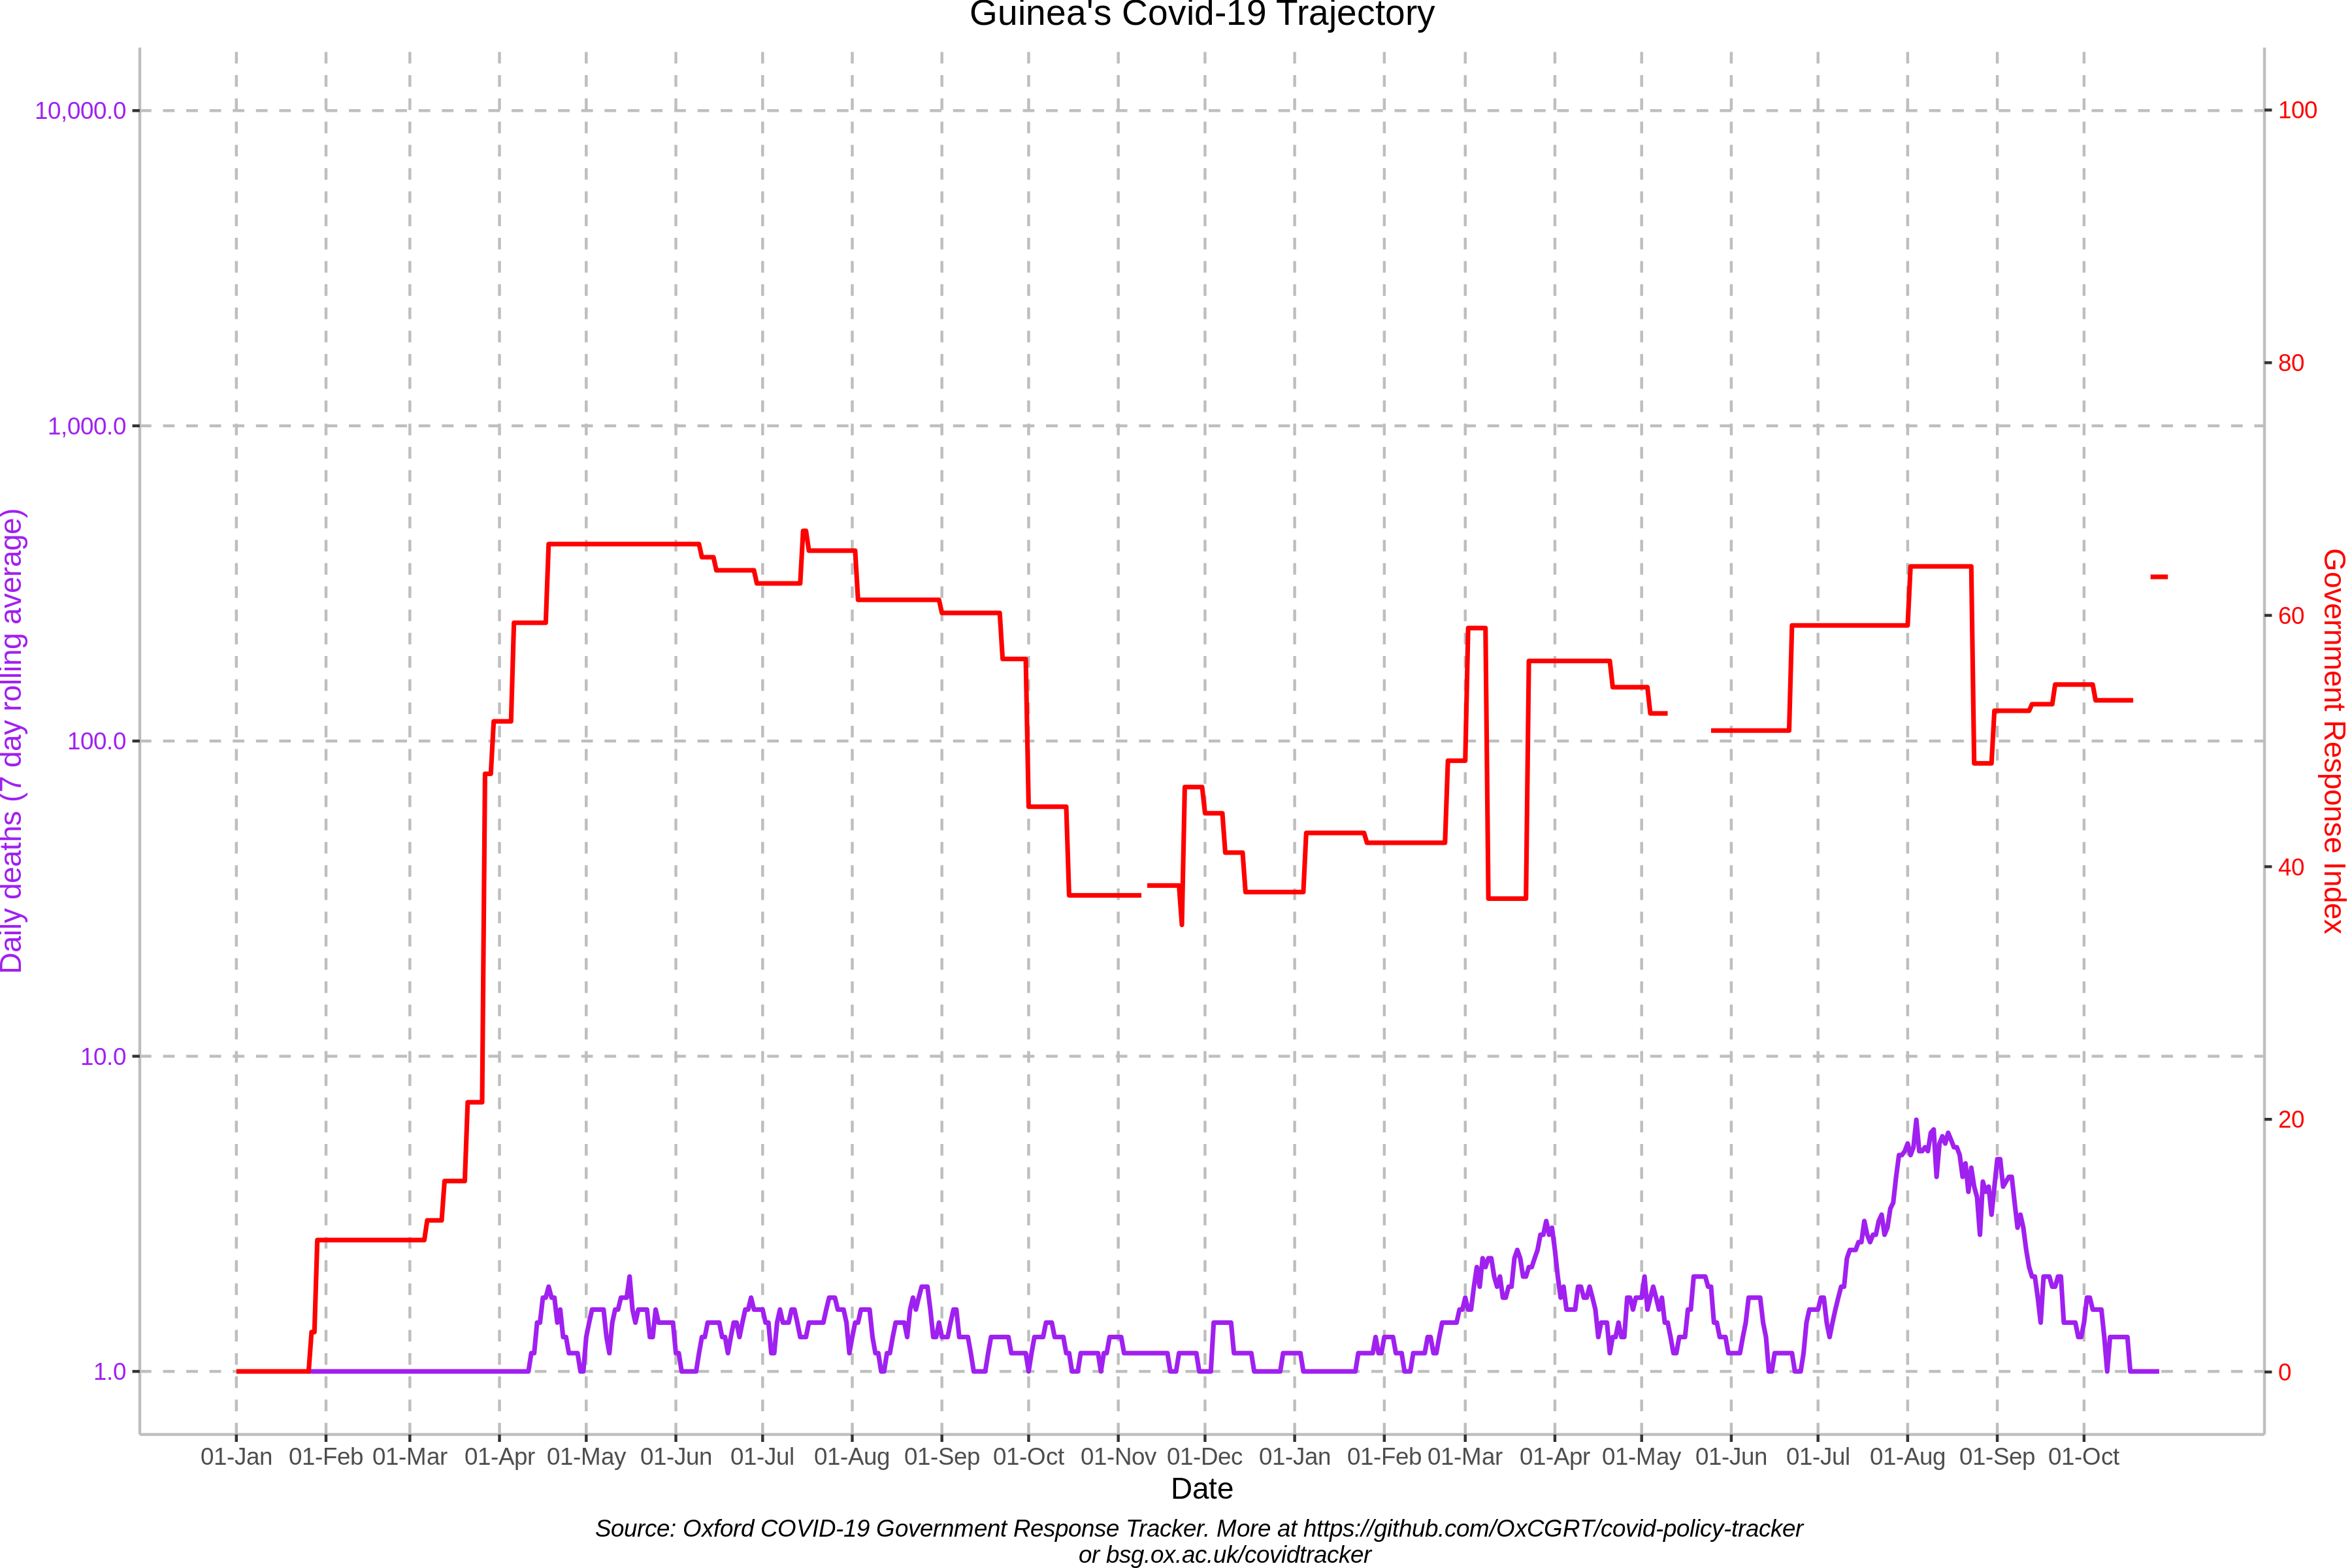 Guinea's Covid-19 Trajectory
Daily deaths (7 day rolling average)
10,000.0
1,000.0
100.0
10.0
1.0
100
80
60
40
20
0
Government Response Index
01-Jan 01-Feb 01-Mar 01-Apr 01-May 01-Jun 01-Jul 01-Aug 01-Sep 01-Oct 01-Nov 01-Dec 01-Jan 01-Feb 01-Mar 01-Apr 01-May 01-Jun 01-Jul 01-Aug 01-Sep 01-Oct
Date
Source: Oxford COVID-19 Government Response Tracker. More at https://github.com/OxCGRT/covid-policy-tracker
or bsg.ox.ac.uk/covidtracker